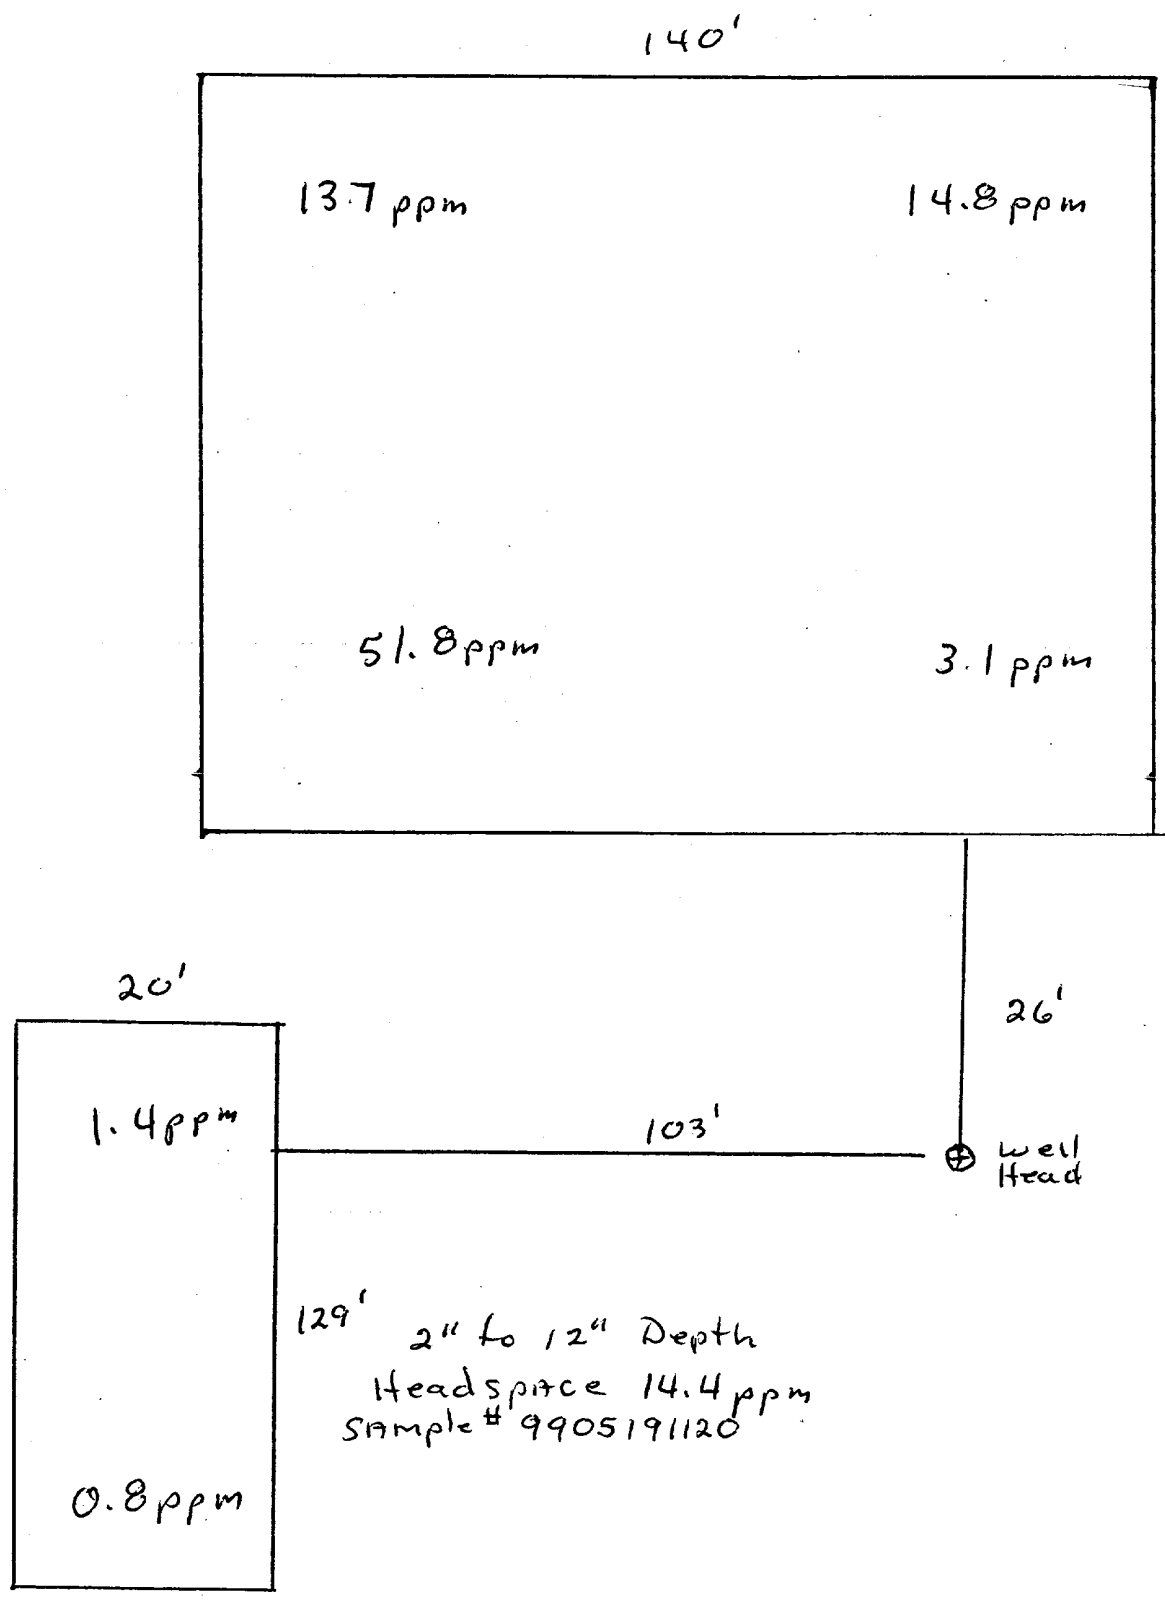 140'
13.7 ppm
14.8 ppm
51.8 ppm
3.1 ppm
20'
26'
1.4 ppm
103'
Well
Head
129'
2" to 12" Depth
Headspace 14.4 ppm
Sample # 9905191120
0.8 ppm